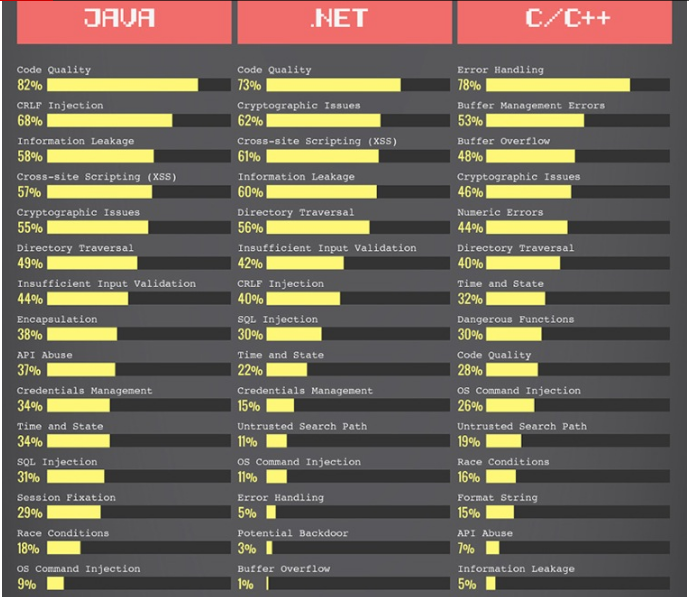 JAVA
Code Quality
82%
CRLF Injection
68%
Information Leakage
58%
Cross-site Scripting (XSS)
57%
Cryptographic Issues
55%
Directory Traversal
49%
Insufficient Input Validation
44%
Encapsulation
38%
API Abuse
37%
Credentials Management
34%
Time and State
34%
SQL Injection
31%
Session Fixation
29%
Race Conditions
18%
OS Command Injection
9%
.NET
Code Quality
73%
Cryptographic Issues
62%
Cross-site Scripting (XSS)
61%
Information Leakage
60%
Directory Traversal
56%
Insufficient Input Validation
42%
CRLF Injection
40%
SQL Injection
30%
Time and State
22%
Credentials Management
15%
Untrusted Search Path
11%
OS Command Injection
11%
Error Handling
5%
Potential Backdoor
3%
Buffer Overflow
1%
C/C++
Error Handling
78%
Buffer Management Errors
53%
Buffer Overflow
48%
Cryptographic Issues
46%
Numeric Errors
44%
Directory Traversal
40%
Time and State
32%
Dangerous Functions
30%
Code Quality
28%
OS Command Injection
26%
Untrusted Search Path
19%
Race Conditions
16%
Format String
15%
API Abuse
7%
Information Leakage
5%